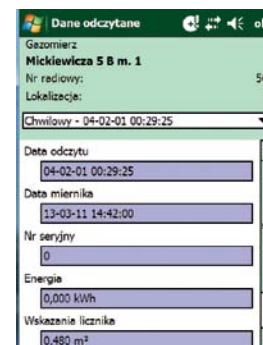 Dane odczytane
Gazomierz
Mickiewicza 5 B m. 1
Nr radiowy:
Lokalizacja:
Chwilowy - 04-02-01 00:29:25
Data odczytu
04-02-01 00:29:25
Data miernika
13-03-11 14:42:00
Nr seryjny
0
Energia
0,000 kWh
Wskazania licznika
0,480 m³